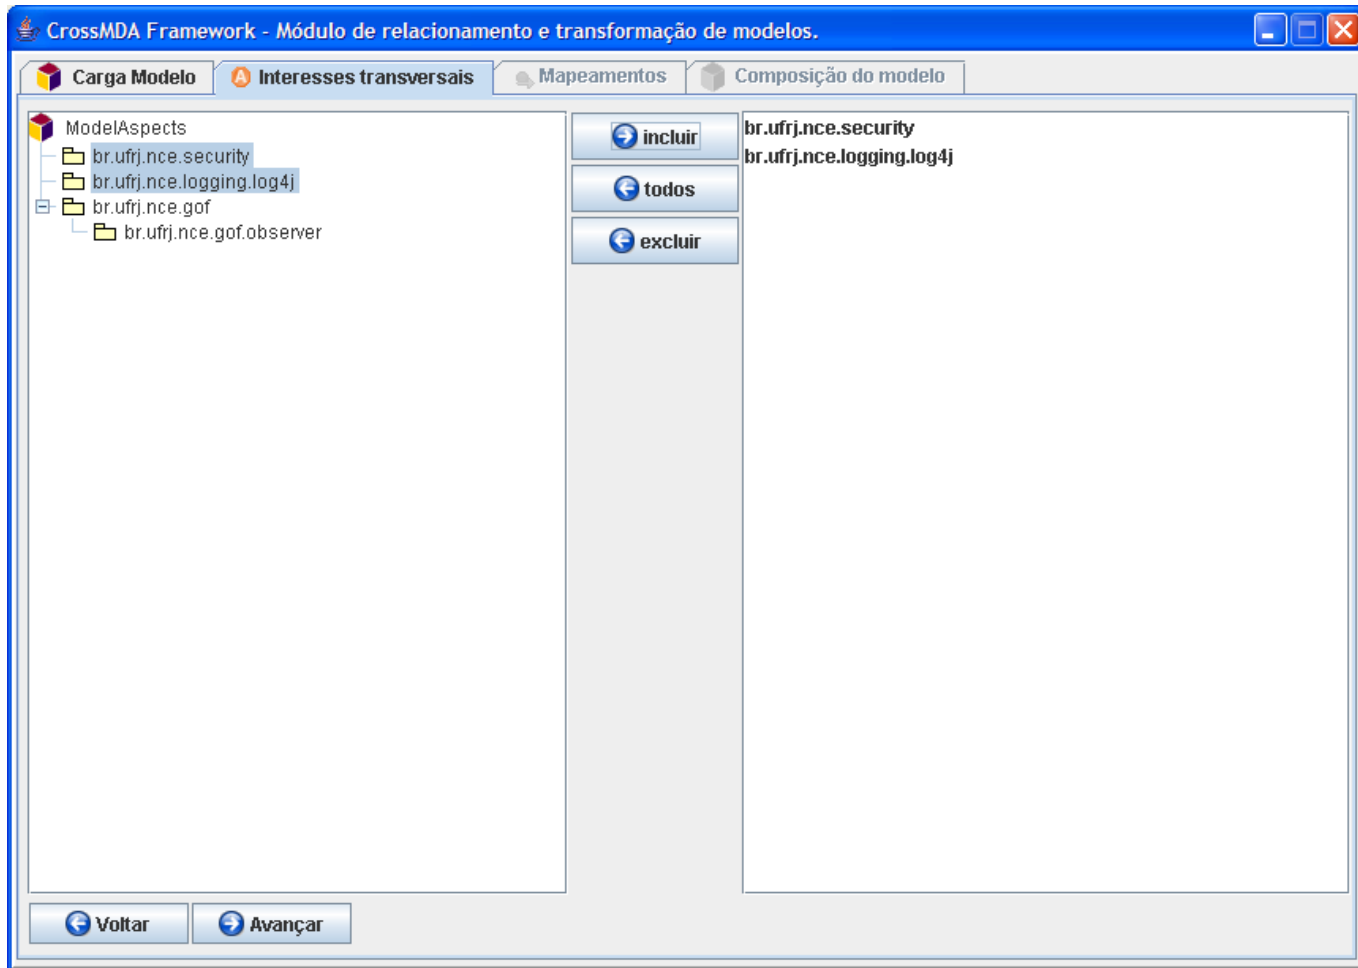 CrossMDA Framework - Módulo de relacionamento e transformação de modelos.
Carga Modelo
Interesses transversais
Mapeamentos
Composição do modelo
ModelAspects
br.ufrj.nce.security
br.ufrj.nce.logging.log4j
br.ufrj.nce.gof
br.ufrj.nce.gof.observer
incluir
todos
excluir
br.ufrj.nce.security
br.ufrj.nce.logging.log4j
Voltar
Avançar